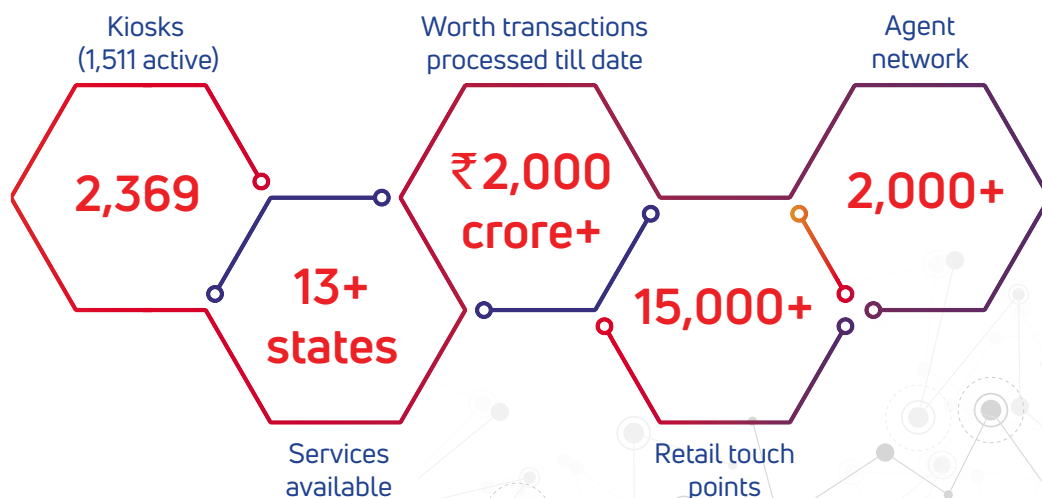 Kiosks
(1,511 active)
2,369
13+
states
Services
available
Worth transactions
processed till date
₹2,000
crore+
15,000+
Retail touch
points
Agent
network
2,000+